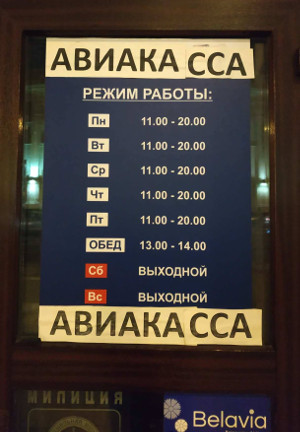 АВИАКАССА
РЕЖИМ РАБОТЫ:
Пн 11.00 - 20.00
Вт 11.00 - 20.00
Ср 11.00 - 20.00
Чт 11.00 - 20.00
Пт 11.00 - 20.00
ОБЕД 13.00 - 14.00
Сб ВЫХОДНОЙ
Вс ВЫХОДНОЙ
АВИАКАССА
МИЛИЦИЯ
Belavia